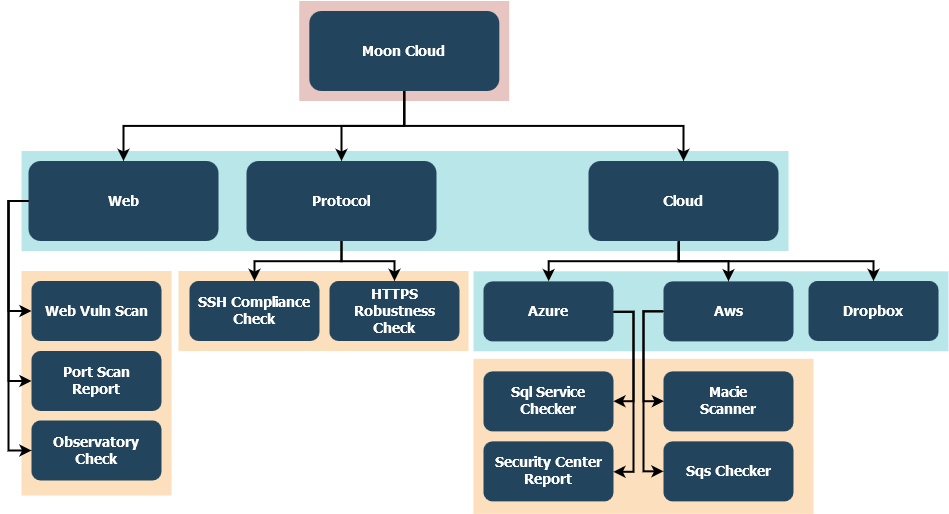 Moon Cloud
Web
Protocol
Cloud
Web Vuln Scan
Port Scan
Report
Observatory
Check
SSH Compliance
Check
HTTPS
Robustness
Check
Azure
Aws
Dropbox
Sql Service
Checker
Security Center
Report
Macie
Scanner
Sqs Checker